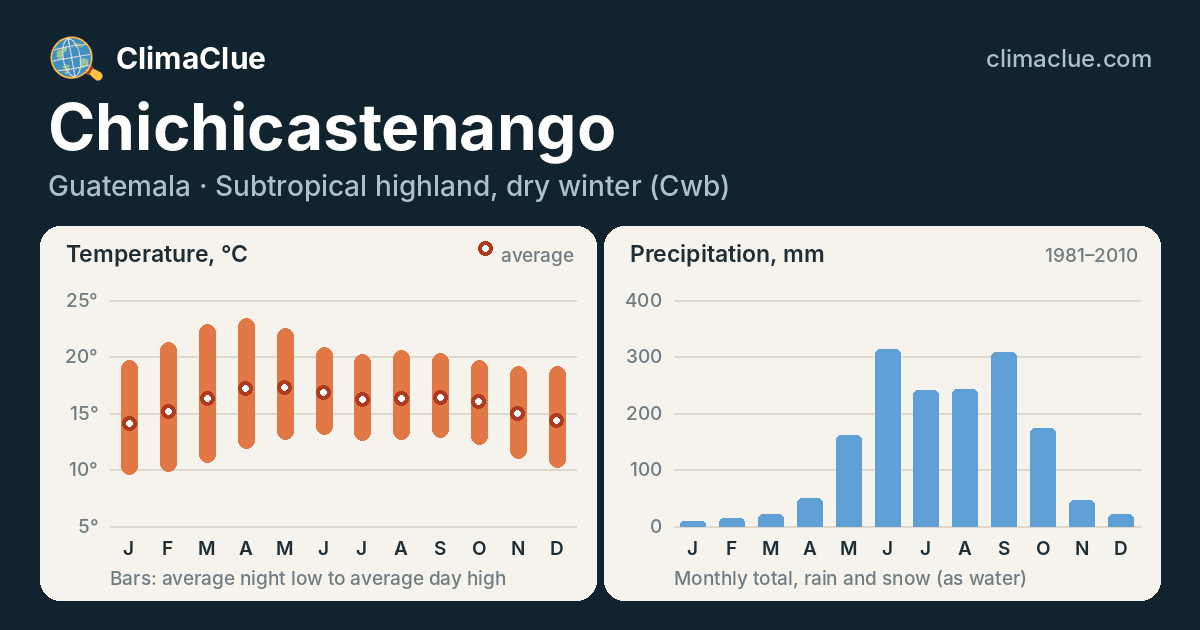 ClimaClue
climaclue.com
Chichicastenango
Guatemala · Subtropical highland, dry winter (Cwb)
Temperature, °C
average
25°
20°
15°
10°
5°
J F M A M J J A S O N D
Bars: average night low to average day high
Precipitation, mm
1981–2010
400
300
200
100
0
J F M A M J J A S O N D
Monthly total, rain and snow (as water)